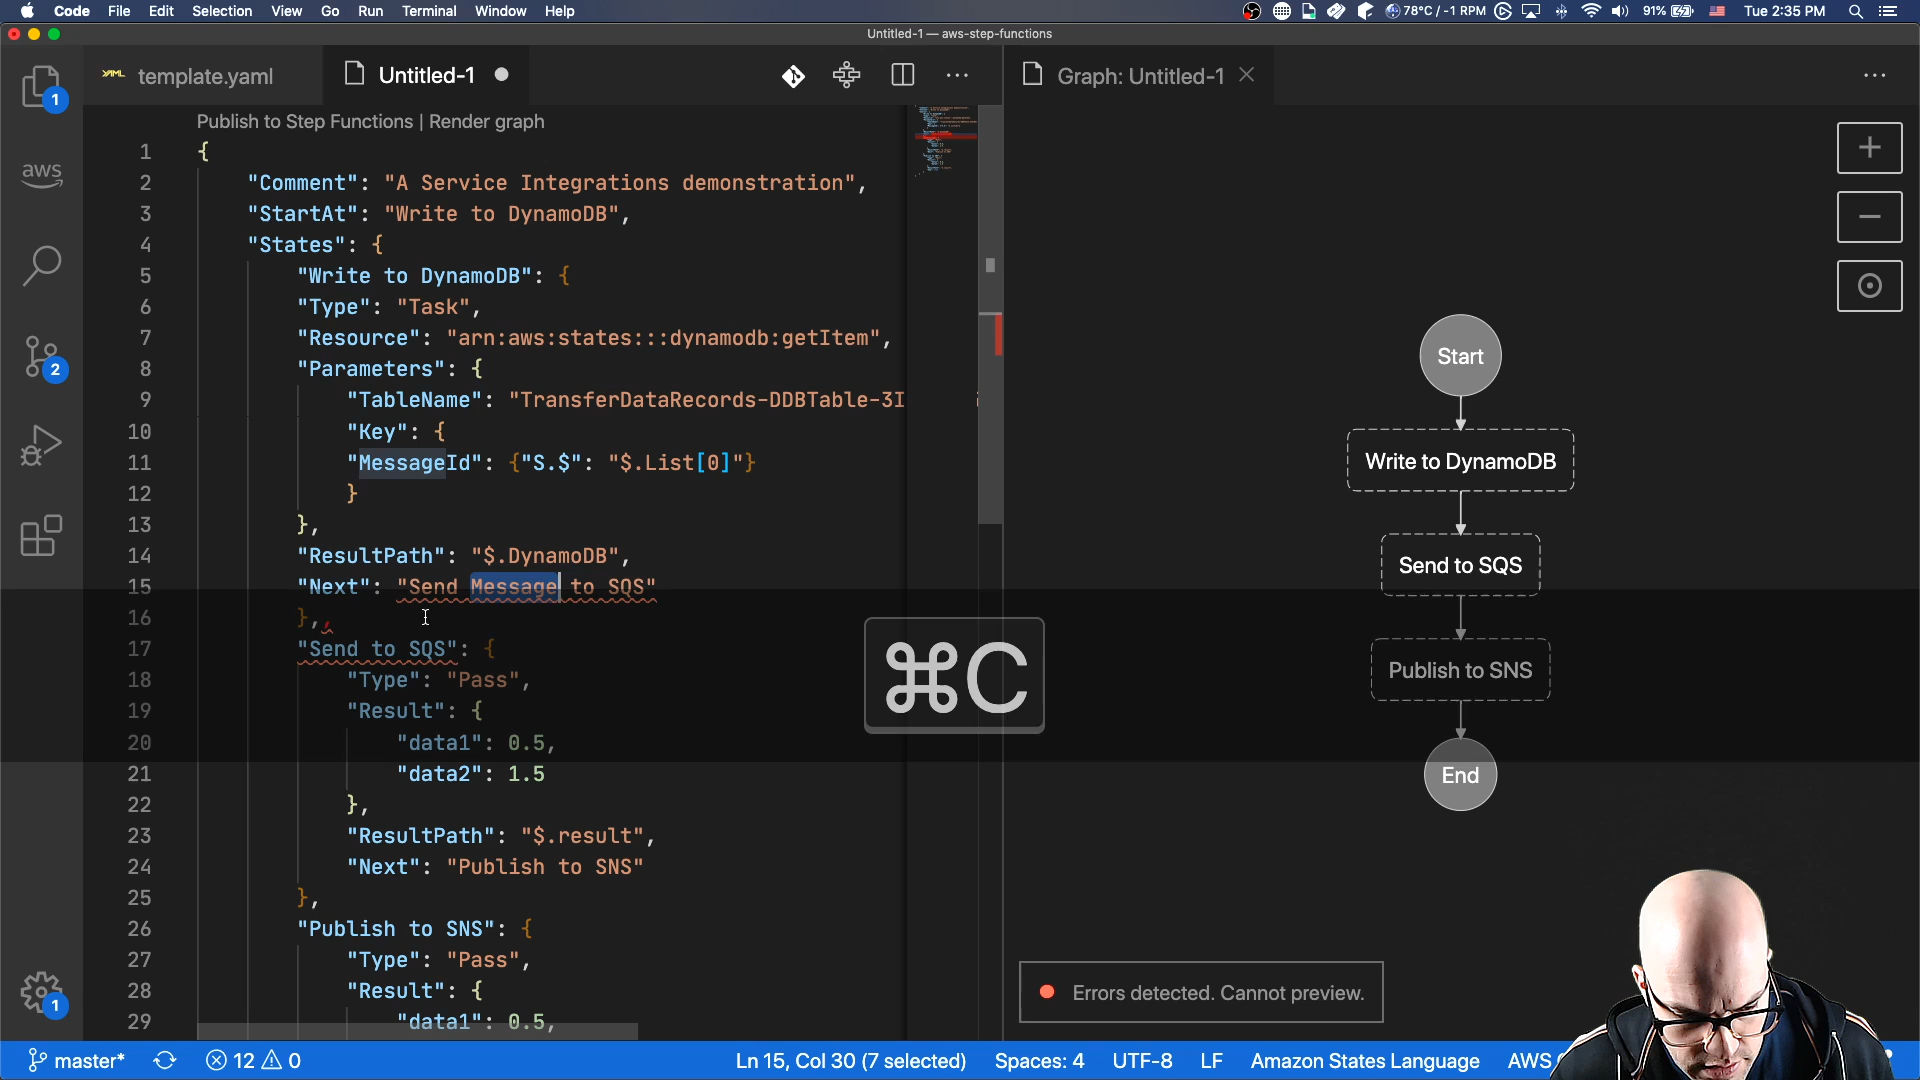 Code File Edit Selection View Go Run Terminal Window Help
78°C / -1 RPM 91% Tue 2:35 PM
Untitled-1 — aws-step-functions
YAML template.yaml Untitled-1
Graph: Untitled-1
1
aws
2
1
Publish to Step Functions | Render graph
1 {
2 "Comment": "A Service Integrations demonstration",
3 "StartAt": "Write to DynamoDB",
4 "States": {
5 "Write to DynamoDB": {
6 "Type": "Task",
7 "Resource": "arn:aws:states:::dynamodb:getItem",
8 "Parameters": {
9 "TableName": "TransferDataRecords-DDBTable-3I
10 "Key": {
11 "MessageId": {"S.$": "$.List[0]"}
12 }
13 },
14 "ResultPath": "$.DynamoDB",
15 "Next": "Send Message to SQS"
16 },,
17 "Send to SQS": {
18 "Type": "Pass",
19 "Result": {
20 "data1": 0.5,
21 "data2": 1.5
22 },
23 "ResultPath": "$.result",
24 "Next": "Publish to SNS"
25 },
26 "Publish to SNS": {
27 "Type": "Pass",
28 "Result": {
29 "data1": 0.5,
⌘C
Start
Write to DynamoDB
Send to SQS
Publish to SNS
End
Errors detected. Cannot preview.
master* 12 0 Ln 15, Col 30 (7 selected) Spaces: 4 UTF-8 LF Amazon States Language AWS